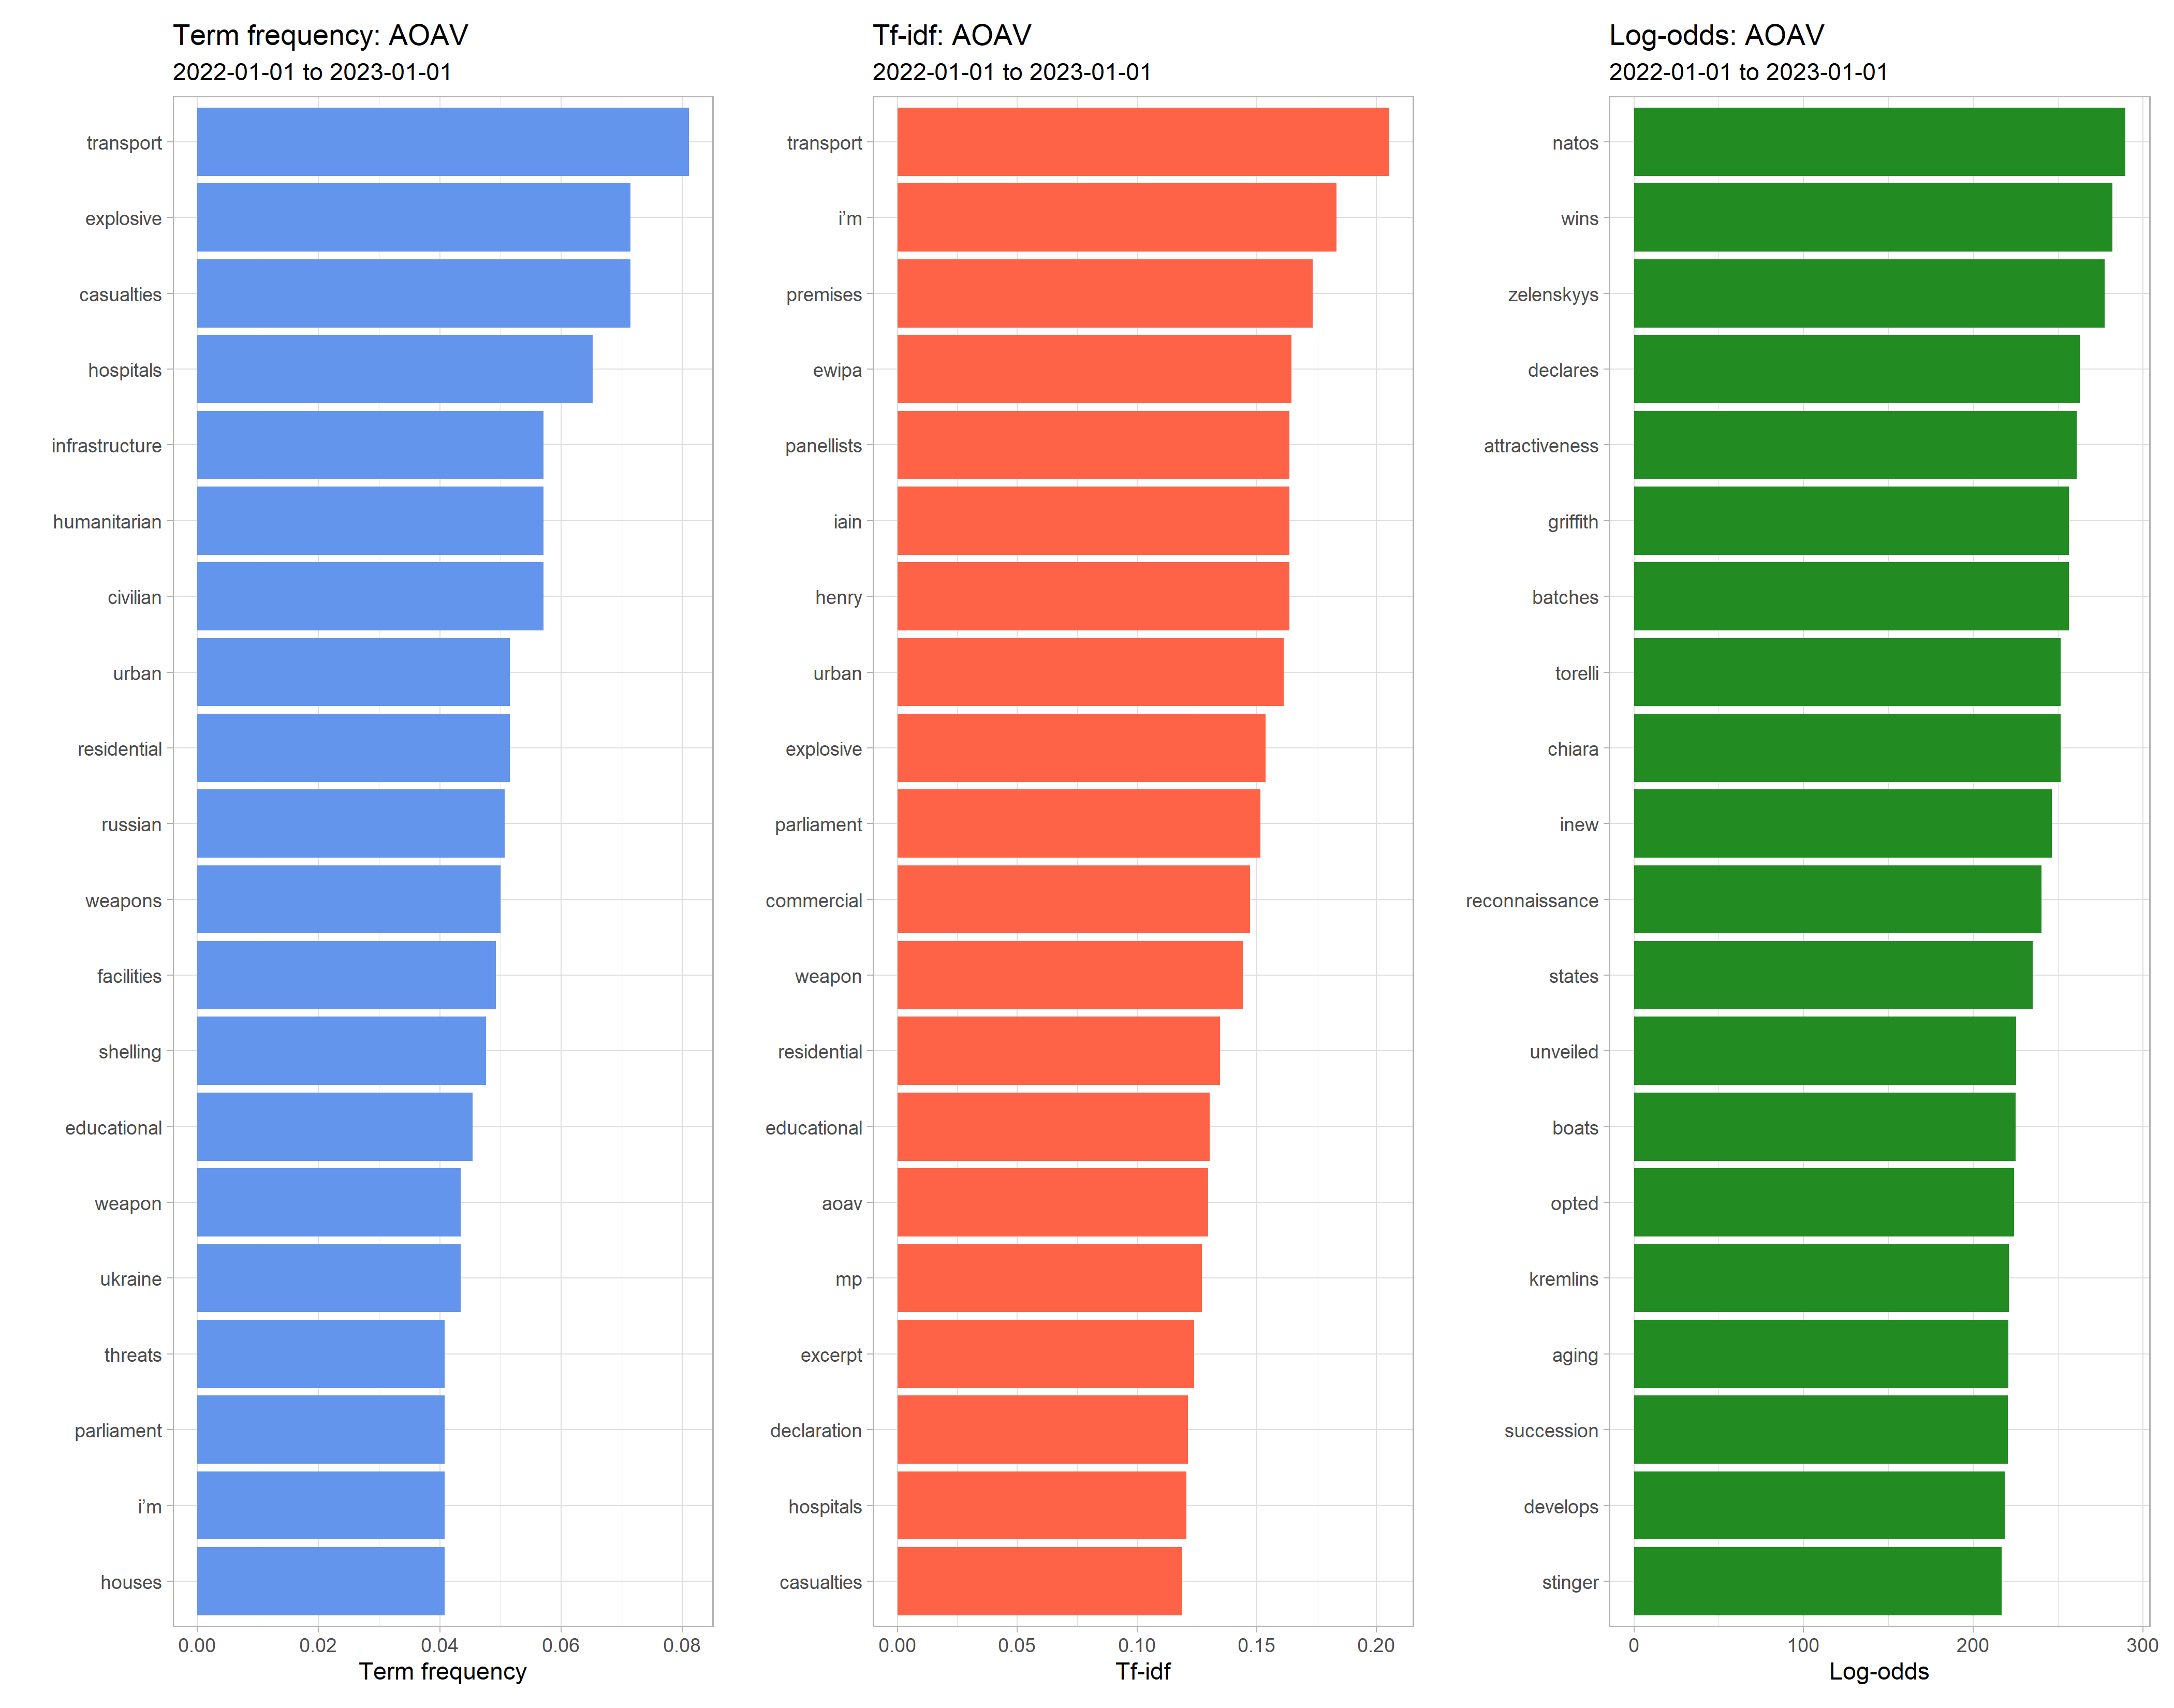 Term frequency: AOAV
2022-01-01 to 2023-01-01
transport
explosive
casualties
hospitals
infrastructure
humanitarian
civilian
urban
residential
russian
weapons
facilities
shelling
educational
weapon
ukraine
threats
parliament
i’m
houses
0.00 0.02 0.04 0.06 0.08
Term frequency
Tf-idf: AOAV
2022-01-01 to 2023-01-01
transport
i’m
premises
ewipa
panellists
iain
henry
urban
explosive
parliament
commercial
weapon
residential
educational
aoav
mp
excerpt
declaration
hospitals
casualties
0.00 0.05 0.10 0.15 0.20
Tf-idf
Log-odds: AOAV
2022-01-01 to 2023-01-01
natos
wins
zelenskyys
declares
attractiveness
griffith
batches
torelli
chiara
inew
reconnaissance
states
unveiled
boats
opted
kremlins
aging
succession
develops
stinger
0 100 200 300
Log-odds